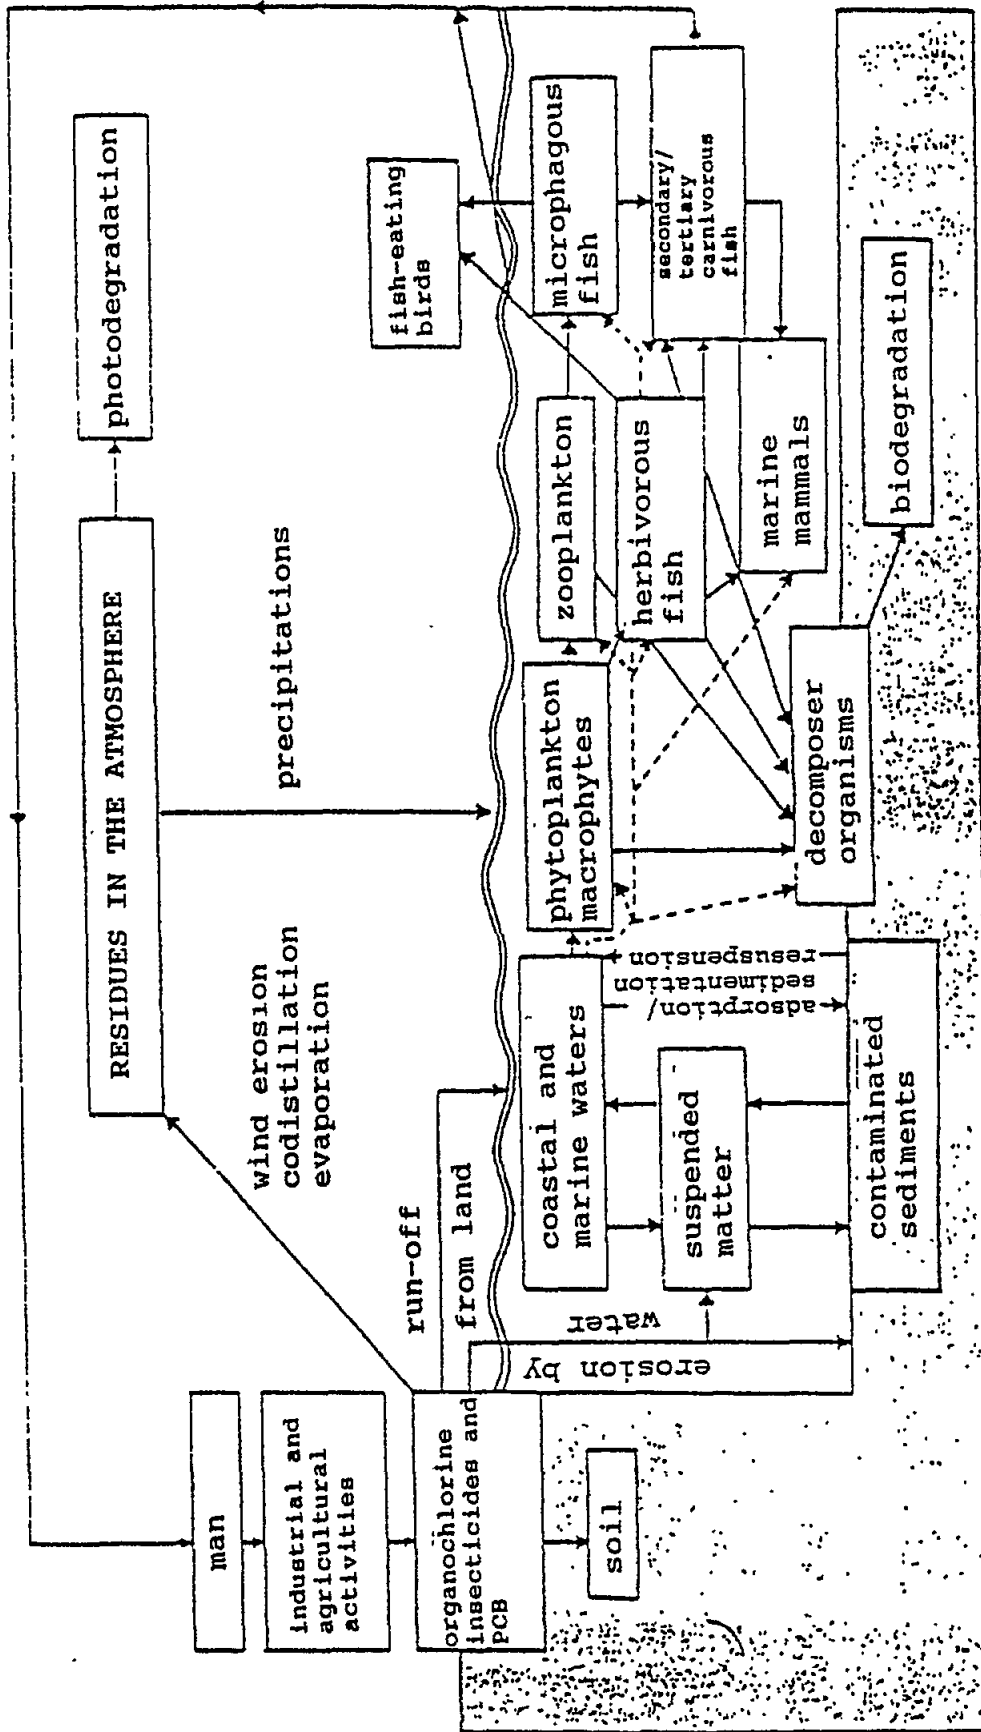 RESIDUES IN THE ATMOSPHERE
photodegradation
man
industrial and
agricultural
activities
organochlorine
insecticides and
PCB
soil
wind erosion
codistillation
evaporation
precipitations
run-off
from land
erosion by
water
fish-eating
birds
coastal and
marine waters
suspended
matter
adsorption/
sedimentation
resuspension
contaminated
sediments
phytoplankton
macrophytes
zooplankton
herbivorous
fish
microphagous
fish
secondary/
tertiary
carnivorous
fish
marine
mammals
decomposer
organisms
biodegradation